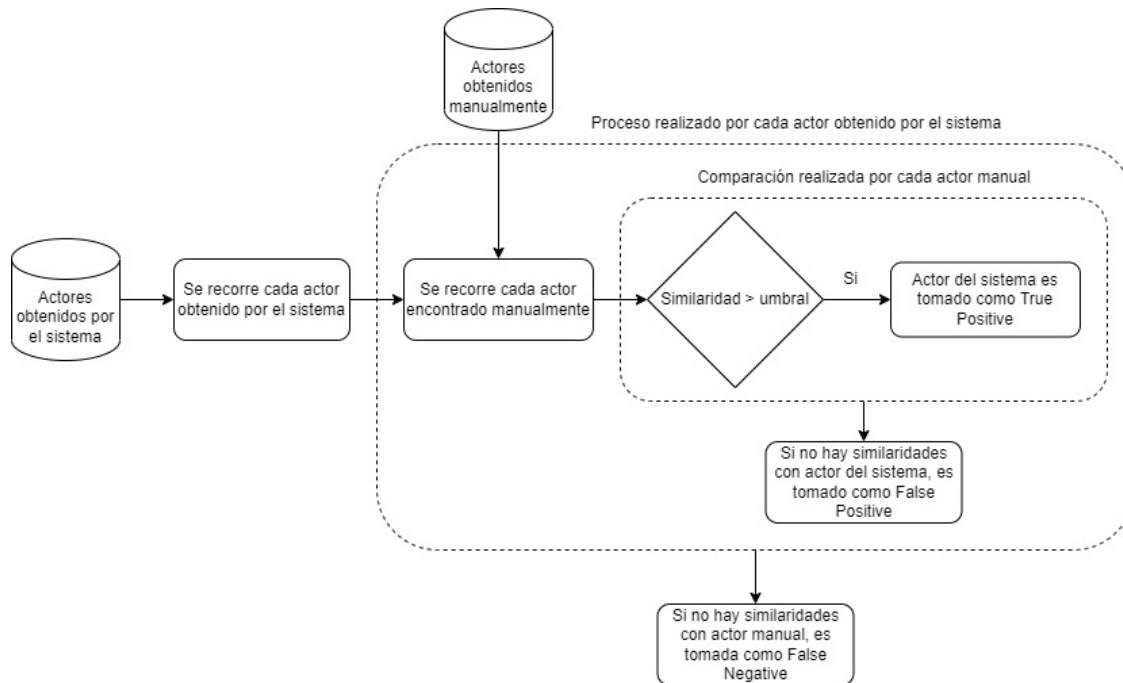 Actores
obtenidos
manualmente
Proceso realizado por cada actor obtenido por el sistema
Comparación realizada por cada actor manual
Actores
obtenidos por
el sistema
Se recorre cada actor
obtenido por el sistema
Se recorre cada actor
encontrado manualmente
Similaridad > umbral
Si
Actor del sistema es
tomado como True
Positive
Si no hay similaridades
con actor del sistema, es
tomado como False
Positive
Si no hay similaridades
con actor manual, es
tomada como False
Negative